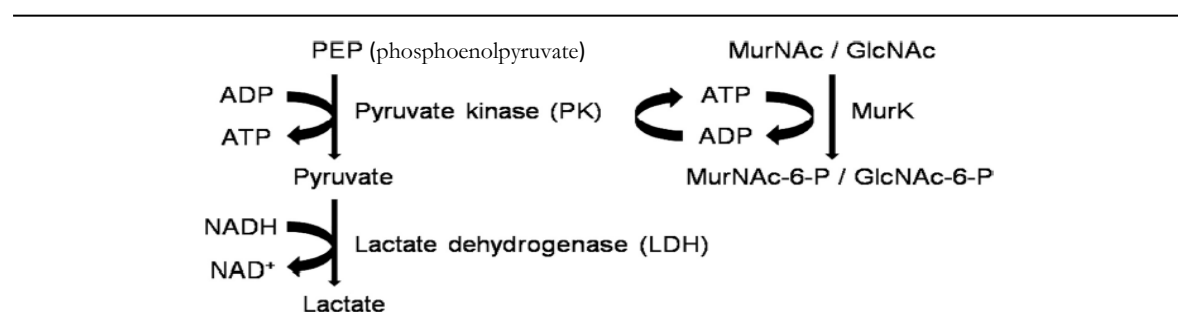 PEP (phosphoenolpyruvate)
MurNAc / GlcNAc
ADP
ATP
Pyruvate kinase (PK)
ATP
ADP
MurK
Pyruvate
MurNAc-6-P / GlcNAc-6-P
NADH
NAD⁺
Lactate dehydrogenase (LDH)
Lactate